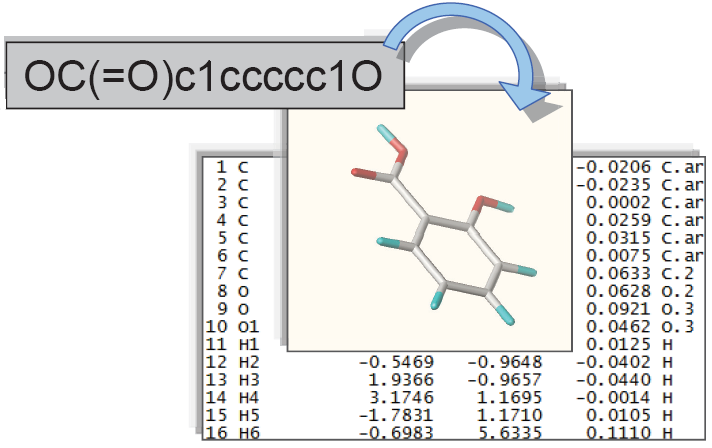 OC(=O)c1ccccc1O
1 C -0.0206 C.ar
2 C -0.0235 C.ar
3 C 0.0002 C.ar
4 C 0.0259 C.ar
5 C 0.0315 C.ar
6 C 0.0075 C.ar
7 C 0.0633 C.2
8 O 0.0628 O.2
9 O 0.0921 O.3
10 O1 0.0462 O.3
11 H1 0.0125 H
12 H2 -0.5469 -0.9648 -0.0402 H
13 H3 1.9366 -0.9657 -0.0440 H
14 H4 3.1746 1.1695 -0.0014 H
15 H5 -1.7831 1.1710 0.0105 H
16 H6 -0.6983 5.6335 0.1110 H